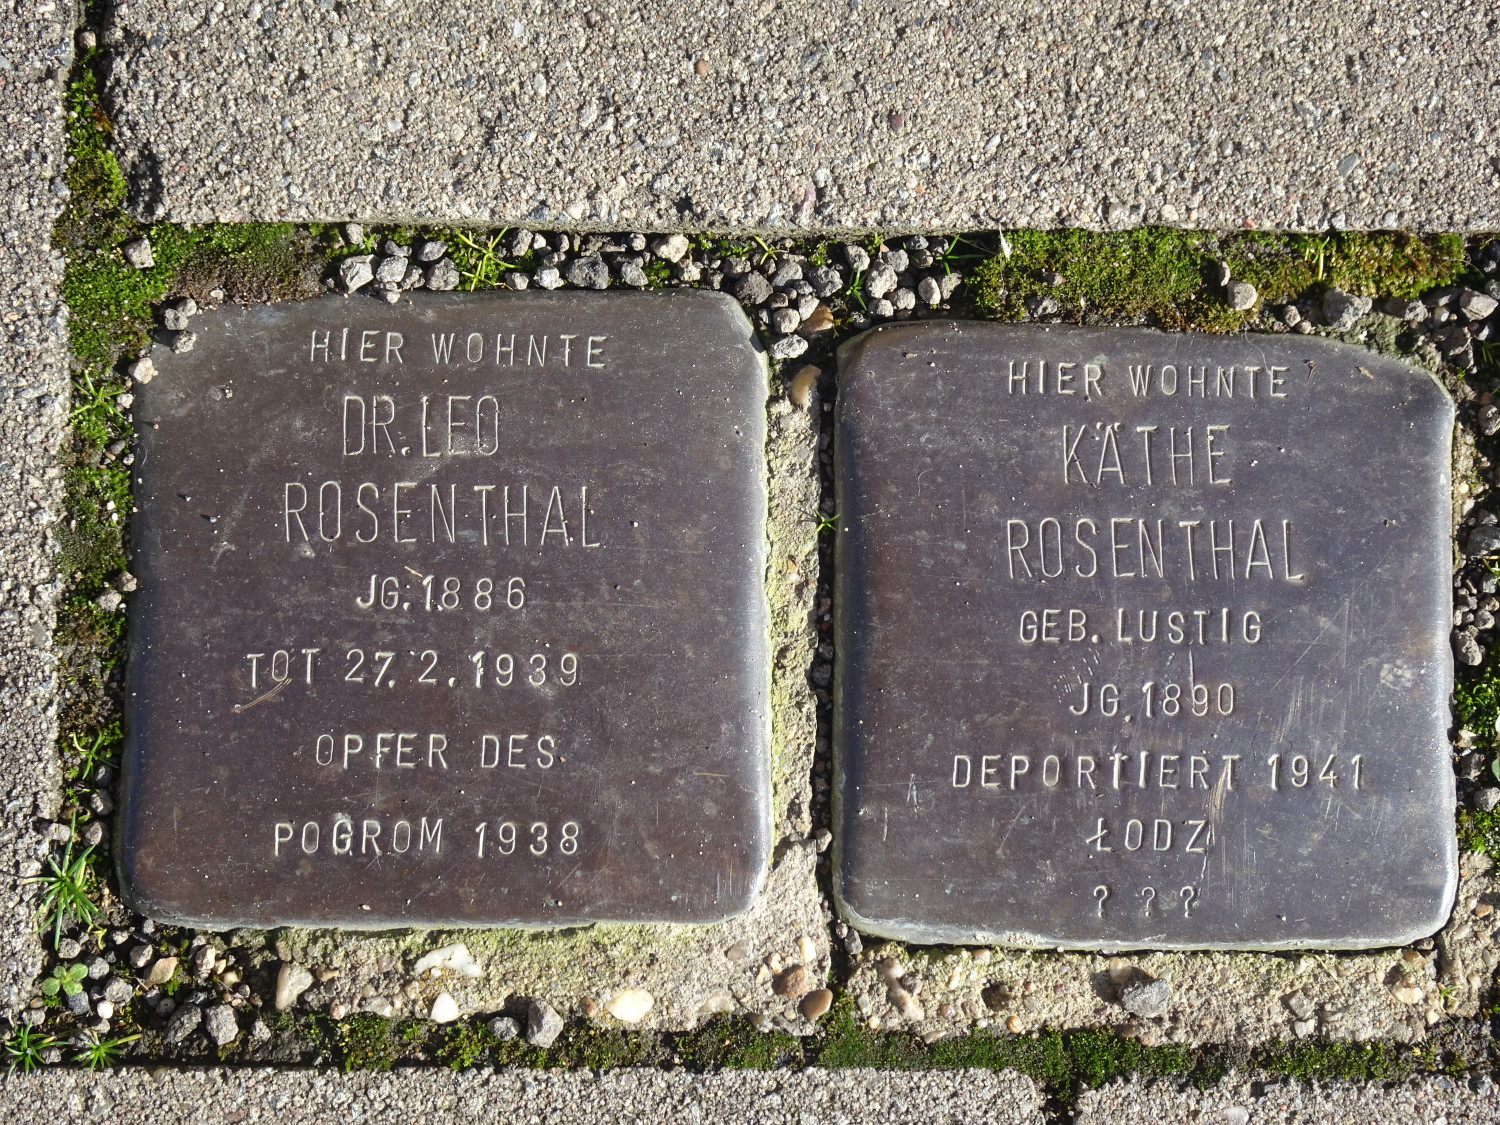 HIER WOHNTE
DR. LEO
ROSENTHAL
JG. 1886
TOT 27. 2. 1939
OPFER DES
POGROM 1938
HIER WOHNTE
KÄTHE
ROSENTHAL
GEB. LUSTIG
JG. 1890
DEPORTIERT 1941
ŁODZ
? ? ?